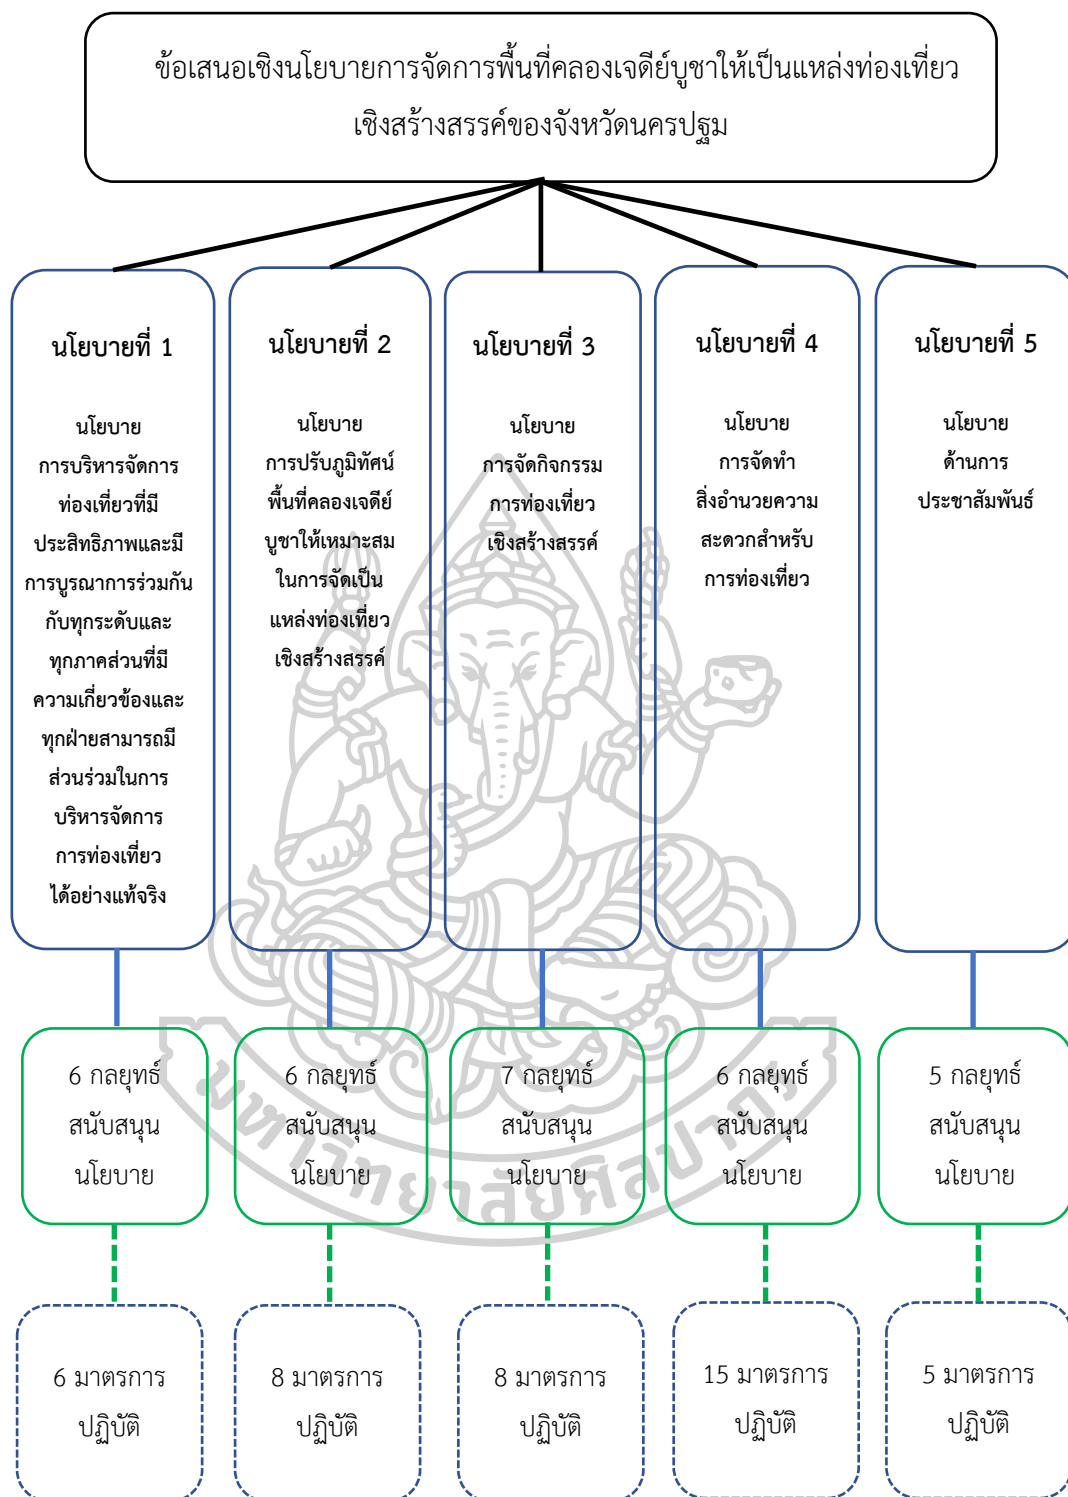 ข้อเสนอเชิงนโยบายการจัดการพื้นที่คลองเจดีย์บูชาให้เป็นแหล่งท่องเที่ยว
เชิงสร้างสรรค์ของจังหวัดนครปฐม
นโยบายที่ 1
นโยบาย
การบริหารจัดการ
ท่องเที่ยวที่มี
ประสิทธิภาพและมี
การบูรณาการร่วมกัน
กับทุกระดับและ
ทุกภาคส่วนที่มี
ความเกี่ยวข้องและ
ทุกฝ่ายสามารถมี
ส่วนร่วมในการ
บริหารจัดการ
การท่องเที่ยว
ได้อย่างแท้จริง
นโยบายที่ 2
นโยบาย
การปรับภูมิทัศน์
พื้นที่คลองเจดีย์
บูชาให้เหมาะสม
ในการจัดเป็น
แหล่งท่องเที่ยว
เชิงสร้างสรรค์
นโยบายที่ 3
นโยบาย
การจัดกิจกรรม
การท่องเที่ยว
เชิงสร้างสรรค์
นโยบายที่ 4
นโยบาย
การจัดทำ
สิ่งอำนวยความ
สะดวกสำหรับ
การท่องเที่ยว
นโยบายที่ 5
นโยบาย
ด้านการ
ประชาสัมพันธ์
6 กลยุทธ์
สนับสนุน
นโยบาย
6 กลยุทธ์
สนับสนุน
นโยบาย
7 กลยุทธ์
สนับสนุน
นโยบาย
6 กลยุทธ์
สนับสนุน
นโยบาย
5 กลยุทธ์
สนับสนุน
นโยบาย
มหาวิทยาลัยศิลปากร
6 มาตรการ
ปฏิบัติ
8 มาตรการ
ปฏิบัติ
8 มาตรการ
ปฏิบัติ
15 มาตรการ
ปฏิบัติ
5 มาตรการ
ปฏิบัติ